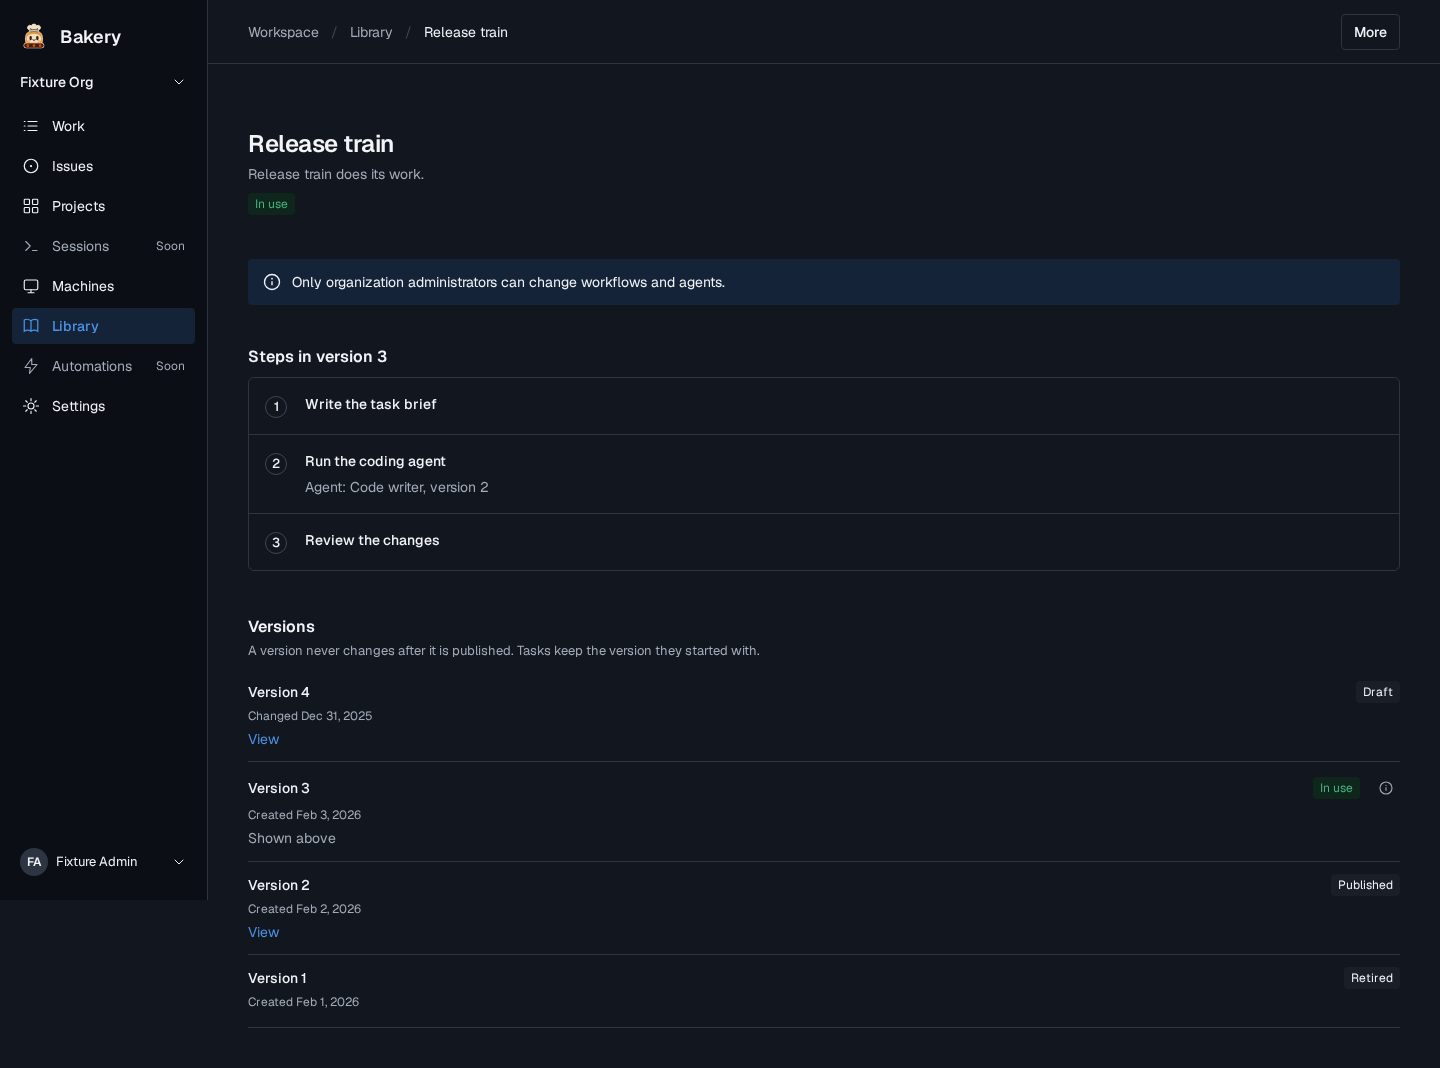 Bakery
Fixture Org
Work
Issues
Projects
Sessions Soon
Machines
Library
Automations Soon
Settings
FA Fixture Admin
Workspace / Library / Release train
More
Release train
Release train does its work.
In use
Only organization administrators can change workflows and agents.
Steps in version 3
1 Write the task brief
2 Run the coding agent
Agent: Code writer, version 2
3 Review the changes
Versions
A version never changes after it is published. Tasks keep the version they started with.
Version 4 Draft
Changed Dec 31, 2025
View
Version 3 In use
Created Feb 3, 2026
Shown above
Version 2 Published
Created Feb 2, 2026
View
Version 1 Retired
Created Feb 1, 2026